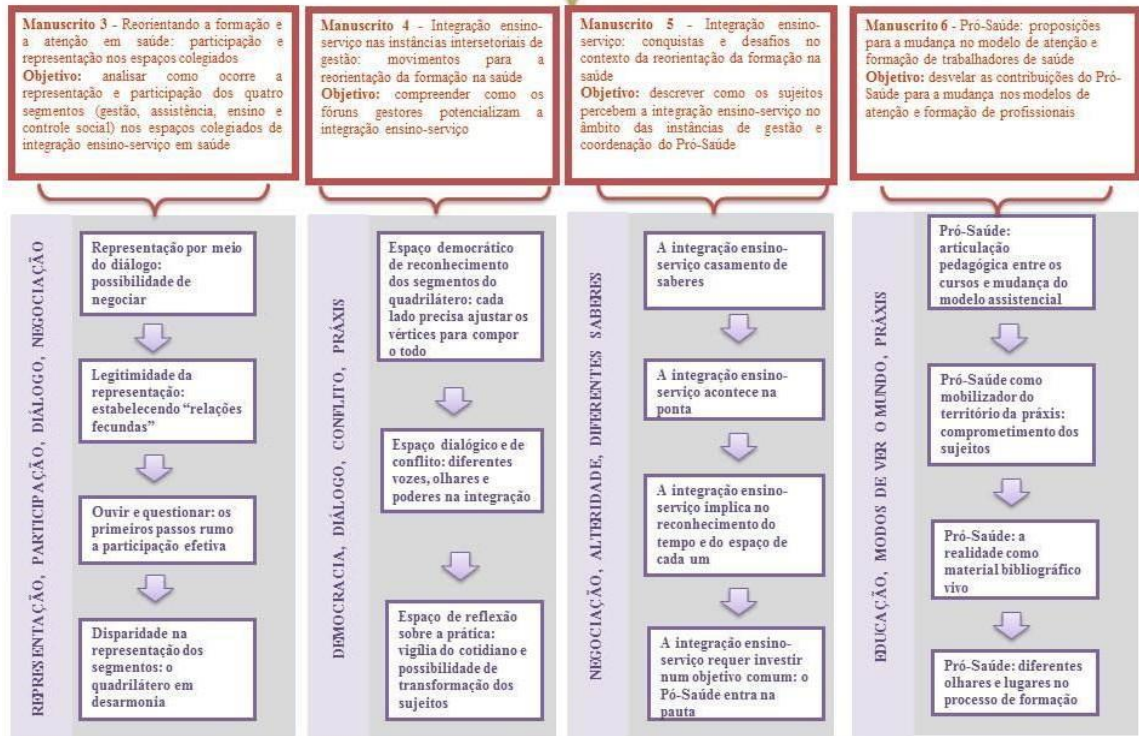 Manuscrito 3 - Reorientando a formação e
a atenção em saúde: participação e
representação nos espaços colegiados
Objetivo: analisar como ocorre a
representação e participação dos quatro
segmentos (gestão, assistência, ensino e
controle social) nos espaços colegiados de
integração ensino-serviço em saúde
REPRESENTAÇÃO, PARTICIPAÇÃO, DIÁLOGO, NEGOCIAÇÃO
Representação por meio
do diálogo:
possibilidade de
negociar
Legitimidade da
representação:
estabelecendo “relações
fecundas”
Ouvir e questionar: os
primeiros passos rumo
a participação efetiva
Disparidade na
representação dos
segmentos: o
quadrilátero em
desarmonia
Manuscrito 4 - Integração ensino-
serviço nas instâncias intersetoriais de
gestão: movimentos para a
reorientação da formação na saúde
Objetivo: compreender como os
fóruns gestores potencializam a
integração ensino-serviço
DEMOCRACIA, DIÁLOGO, CONFLITO, PRÁXIS
Espaço democrático
de reconhecimento
dos segmentos do
quadrilátero: cada
lado precisa ajustar os
vértices para compor
o todo
Espaço dialógico e de
conflito: diferentes
vozes, olhares e
poderes na integração
Espaço de reflexão
sobre a prática:
vigília do cotidiano e
possibilidade de
transformação dos
sujeitos
Manuscrito 5 - Integração ensino-
serviço: conquistas e desafios no
contexto da reorientação da formação na
saúde
Objetivo: descrever como os sujeitos
percebem a integração ensino-serviço no
âmbito das instâncias de gestão e
coordenação do Pró-Saúde
NEGOCIAÇÃO, ALTERIDADE, DIFERENTES SABERES
A integração ensino-
serviço casamento de
saberes
A integração ensino-
serviço acontece na
ponta
A integração ensino-
serviço implica no
reconhecimento do
tempo e do espaço de
cada um
A integração ensino-
serviço requer investir
num objetivo comum: o
Pó-Saúde entra na
pauta
Manuscrito 6 - Pró-Saúde: proposições
para a mudança no modelo de atenção e
formação de trabalhadores de saúde
Objetivo: desvelar as contribuições do Pró-
Saúde para a mudança nos modelos de
atenção e formação de profissionais
EDUCAÇÃO, MODOS DE VER O MUNDO, PRÁXIS
Pró-Saúde:
articulação
pedagógica entre os
cursos e mudança do
modelo assistencial
Pró-Saúde como
mobilizador do
território da práxis:
comprometimento dos
sujeitos
Pró-Saúde: a
realidade como
material bibliográfico
vivo
Pró-Saúde: diferentes
olhares e lugares no
processo de formação